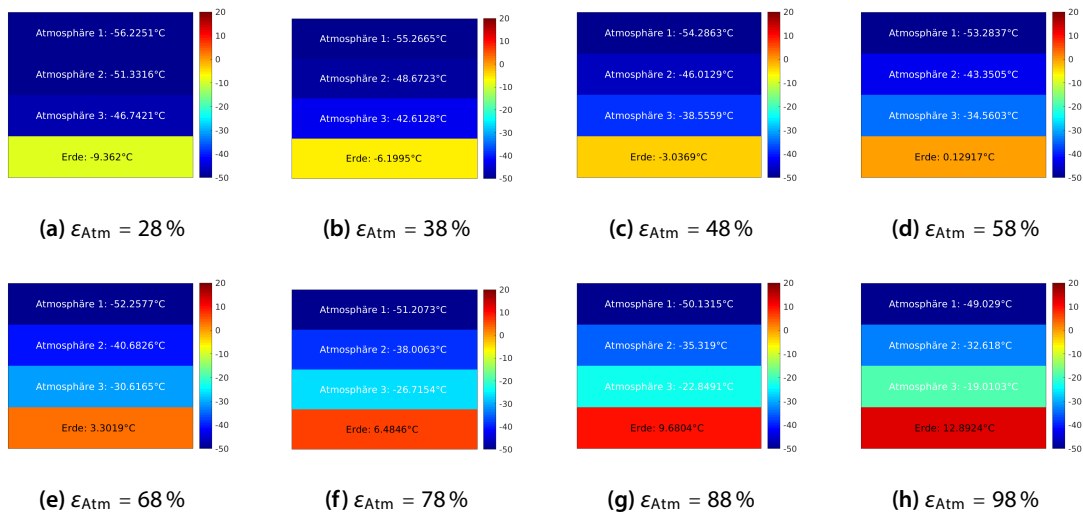 Atmosphäre 1: -56.2251°C
Atmosphäre 2: -51.3316°C
Atmosphäre 3: -46.7421°C
Erde: -9.362°C
20
10
0
-10
-20
-30
-40
-50
(a) εAtm = 28 %
Atmosphäre 1: -55.2665°C
Atmosphäre 2: -48.6723°C
Atmosphäre 3: -42.6128°C
Erde: -6.1995°C
20
10
0
-10
-20
-30
-40
-50
(b) εAtm = 38 %
Atmosphäre 1: -54.2863°C
Atmosphäre 2: -46.0129°C
Atmosphäre 3: -38.5559°C
Erde: -3.0369°C
20
10
0
-10
-20
-30
-40
-50
(c) εAtm = 48 %
Atmosphäre 1: -53.2837°C
Atmosphäre 2: -43.3505°C
Atmosphäre 3: -34.5603°C
Erde: 0.12917°C
20
10
0
-10
-20
-30
-40
-50
(d) εAtm = 58 %
Atmosphäre 1: -52.2577°C
Atmosphäre 2: -40.6826°C
Atmosphäre 3: -30.6165°C
Erde: 3.3019°C
20
10
0
-10
-20
-30
-40
-50
(e) εAtm = 68 %
Atmosphäre 1: -51.2073°C
Atmosphäre 2: -38.0063°C
Atmosphäre 3: -26.7154°C
Erde: 6.4846°C
20
10
0
-10
-20
-30
-40
-50
(f) εAtm = 78 %
Atmosphäre 1: -50.1315°C
Atmosphäre 2: -35.319°C
Atmosphäre 3: -22.8491°C
Erde: 9.6804°C
20
10
0
-10
-20
-30
-40
-50
(g) εAtm = 88 %
Atmosphäre 1: -49.029°C
Atmosphäre 2: -32.618°C
Atmosphäre 3: -19.0103°C
Erde: 12.8924°C
20
10
0
-10
-20
-30
-40
-50
(h) εAtm = 98 %